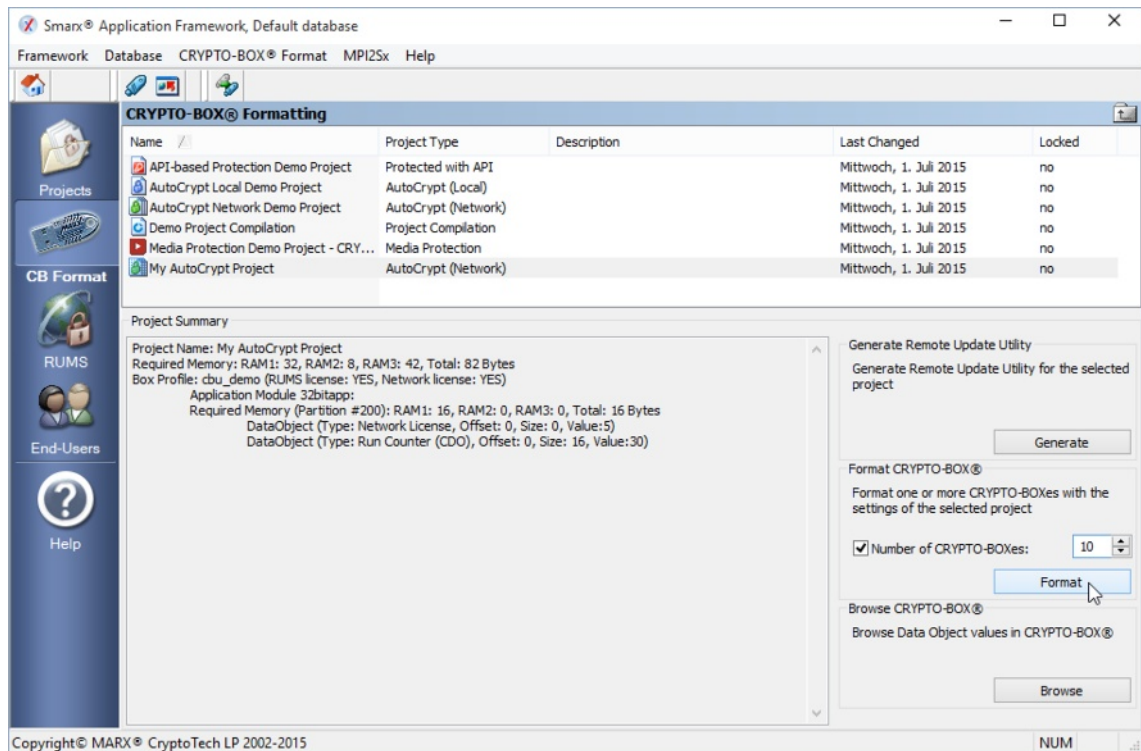 Smarx® Application Framework, Default database
Framework Database CRYPTO-BOX® Format MPI2Sx Help
CRYPTO-BOX® Formatting
Name Project Type Description Last Changed Locked
API-based Protection Demo Project Protected with API Mittwoch, 1. Juli 2015 no
AutoCrypt Local Demo Project AutoCrypt (Local) Mittwoch, 1. Juli 2015 no
AutoCrypt Network Demo Project AutoCrypt (Network) Mittwoch, 1. Juli 2015 no
Demo Project Compilation Project Compilation Mittwoch, 1. Juli 2015 no
Media Protection Demo Project - CRY... Media Protection Mittwoch, 1. Juli 2015 no
My AutoCrypt Project AutoCrypt (Network) Mittwoch, 1. Juli 2015 no
Projects
CB Format
RUMS
End-Users
Help
Project Summary
Project Name: My AutoCrypt Project
Required Memory: RAM1: 32, RAM2: 8, RAM3: 42, Total: 82 Bytes
Box Profile: cbu_demo (RUMS license: YES, Network license: YES)
Application Module 32bitapp:
Required Memory (Partition #200): RAM1: 16, RAM2: 0, RAM3: 0, Total: 16 Bytes
DataObject (Type: Network License, Offset: 0, Size: 0, Value:5)
DataObject (Type: Run Counter (CDO), Offset: 0, Size: 16, Value:30)
Generate Remote Update Utility
Generate Remote Update Utility for the selected
project
Generate
Format CRYPTO-BOX®
Format one or more CRYPTO-BOXes with the
settings of the selected project
Number of CRYPTO-BOXes: 10
Format
Browse CRYPTO-BOX®
Browse Data Object values in CRYPTO-BOX®
Browse
Copyright© MARX® CryptoTech LP 2002-2015 NUM